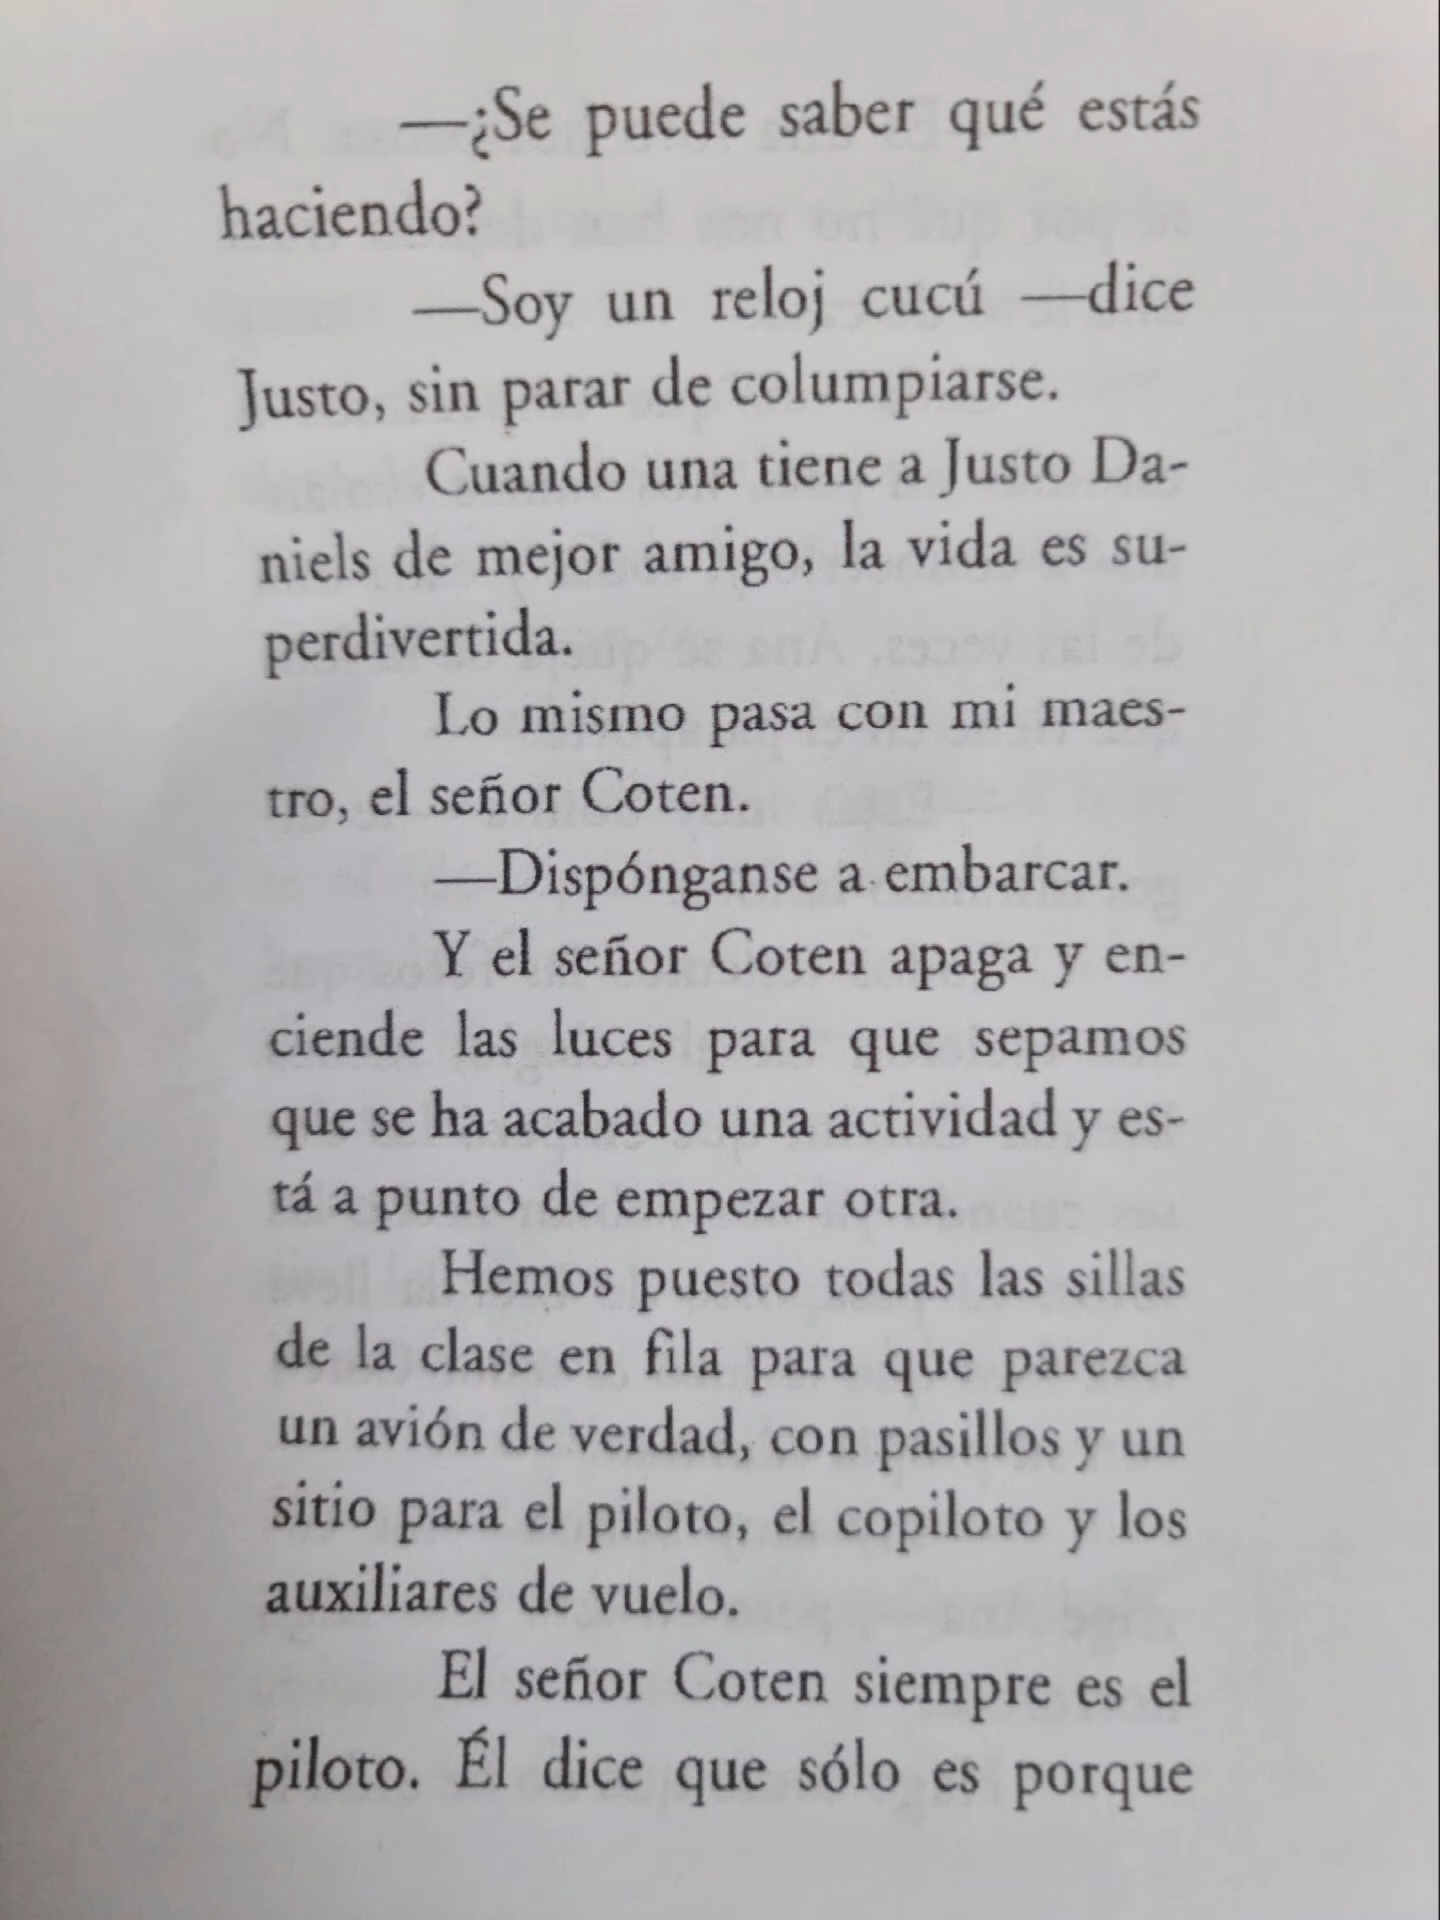 —¿Se puede saber qué estás
haciendo?
—Soy un reloj cucú —dice
Justo, sin parar de columpiarse.
Cuando una tiene a Justo Da-
niels de mejor amigo, la vida es su-
perdivertida.
Lo mismo pasa con mi maes-
tro, el señor Coten.
—Dispónganse a embarcar.
Y el señor Coten apaga y en-
ciende las luces para que sepamos
que se ha acabado una actividad y es-
tá a punto de empezar otra.
Hemos puesto todas las sillas
de la clase en fila para que parezca
un avión de verdad, con pasillos y un
sitio para el piloto, el copiloto y los
auxiliares de vuelo.
El señor Coten siempre es el
piloto. Él dice que sólo es porque